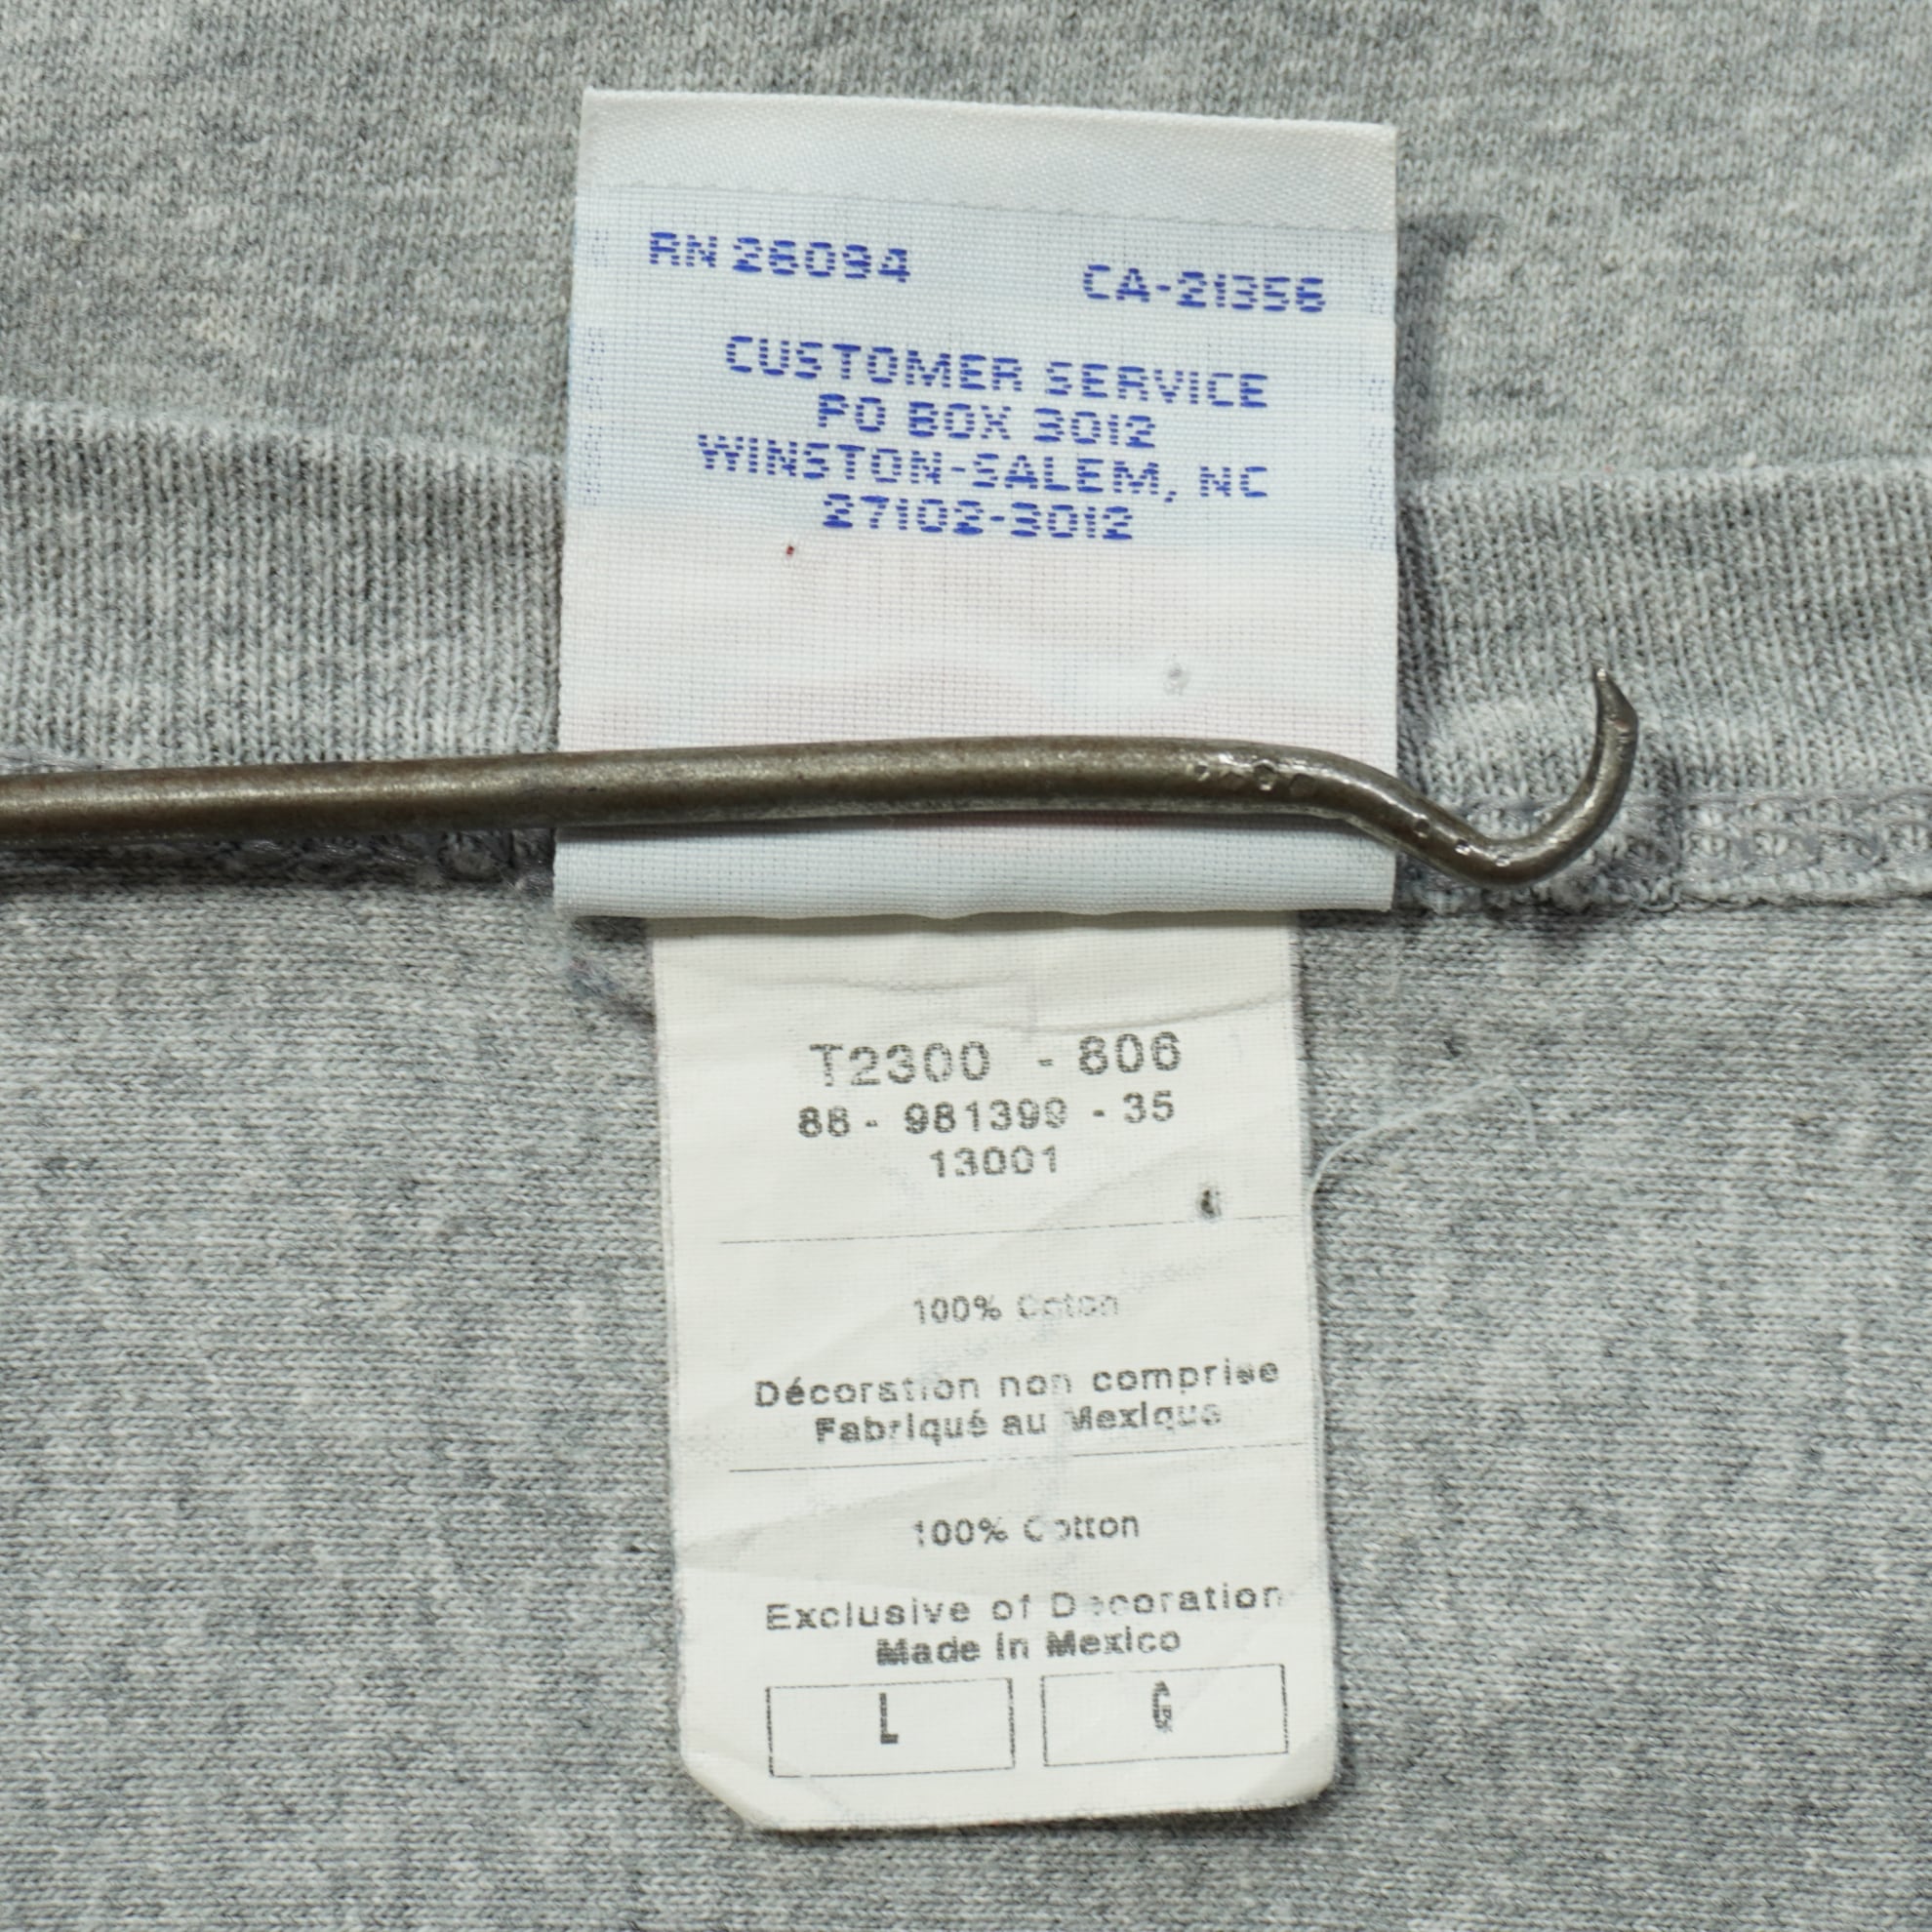 RN 26094 CA-21356
CUSTOMER SERVICE
PO BOX 3012
WINSTON-SALEM, NC
27102-3012
T2300 - 806
88 - 981399 - 35
13001
100% Coton
Décoration non comprise
Fabriqué au Mexique
100% Cotton
Exclusive of Decoration
Made in Mexico
L G